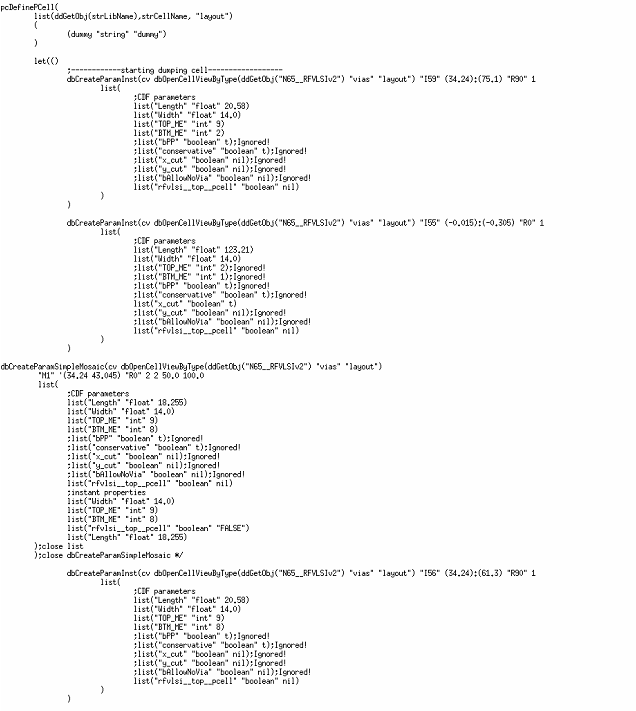 pcDefinePCell(
list(ddGetObj(strLibName),strCellName, "layout")
(
(dummy "string" "dummy")
)
let(()
;------------starting dumping cell------------------
dbCreateParamInst(cv dbOpenCellViewByType(ddGetObj("N65__RFVLSIv2") "vias" "layout") "I59" (34.24):(75.1) "R90" 1
list(
;CDF parameters
list("Length" "float" 20.58)
list("Width" "float" 14.0)
list("TOP_ME" "int" 9)
list("BTM_ME" "int" 2)
;list("bPP" "boolean" t);Ignored!
;list("conservative" "boolean" t);Ignored!
;list("x_cut" "boolean" nil);Ignored!
;list("y_cut" "boolean" nil);Ignored!
;list("bAllowNoVia" "boolean" nil);Ignored!
list("rfvlsi__top__pcell" "boolean" nil)
)
)
dbCreateParamInst(cv dbOpenCellViewByType(ddGetObj("N65__RFVLSIv2") "vias" "layout") "I55" (-0.015):(-0.305) "R0" 1
list(
;CDF parameters
list("Length" "float" 123.21)
list("Width" "float" 14.0)
;list("TOP_ME" "int" 2);Ignored!
;list("BTM_ME" "int" 1);Ignored!
;list("bPP" "boolean" t);Ignored!
;list("conservative" "boolean" t);Ignored!
list("x_cut" "boolean" t)
;list("y_cut" "boolean" nil);Ignored!
;list("bAllowNoVia" "boolean" nil);Ignored!
list("rfvlsi__top__pcell" "boolean" nil)
)
)
dbCreateParamSimpleMosaic(cv dbOpenCellViewByType(ddGetObj("N65__RFVLSIv2") "vias" "layout")
"M1" '(34.24 43.045) "R0" 2 2 50.0 100.0
list(
;CDF parameters
list("Length" "float" 18.255)
list("Width" "float" 14.0)
list("TOP_ME" "int" 9)
list("BTM_ME" "int" 8)
;list("bPP" "boolean" t);Ignored!
;list("conservative" "boolean" t);Ignored!
;list("x_cut" "boolean" nil);Ignored!
;list("y_cut" "boolean" nil);Ignored!
;list("bAllowNoVia" "boolean" nil);Ignored!
list("rfvlsi__top__pcell" "boolean" nil)
;instant properties
list("Width" "float" 14.0)
list("TOP_ME" "int" 9)
list("BTM_ME" "int" 8)
list("rfvlsi__top__pcell" "boolean" "FALSE")
list("Length" "float" 18.255)
);close list
);close dbCreateParamSimpleMosaic */
dbCreateParamInst(cv dbOpenCellViewByType(ddGetObj("N65__RFVLSIv2") "vias" "layout") "I56" (34.24):(61.3) "R90" 1
list(
;CDF parameters
list("Length" "float" 20.58)
list("Width" "float" 14.0)
list("TOP_ME" "int" 9)
list("BTM_ME" "int" 8)
;list("bPP" "boolean" t);Ignored!
;list("conservative" "boolean" t);Ignored!
;list("x_cut" "boolean" nil);Ignored!
;list("y_cut" "boolean" nil);Ignored!
;list("bAllowNoVia" "boolean" nil);Ignored!
list("rfvlsi__top__pcell" "boolean" nil)
)
)